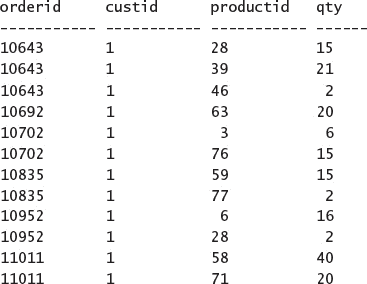 orderid custid productid qty
----------- ----------- ----------- ------
10643 1 28 15
10643 1 39 21
10643 1 46 2
10692 1 63 20
10702 1 3 6
10702 1 76 15
10835 1 59 15
10835 1 77 2
10952 1 6 16
10952 1 28 2
11011 1 58 40
11011 1 71 20